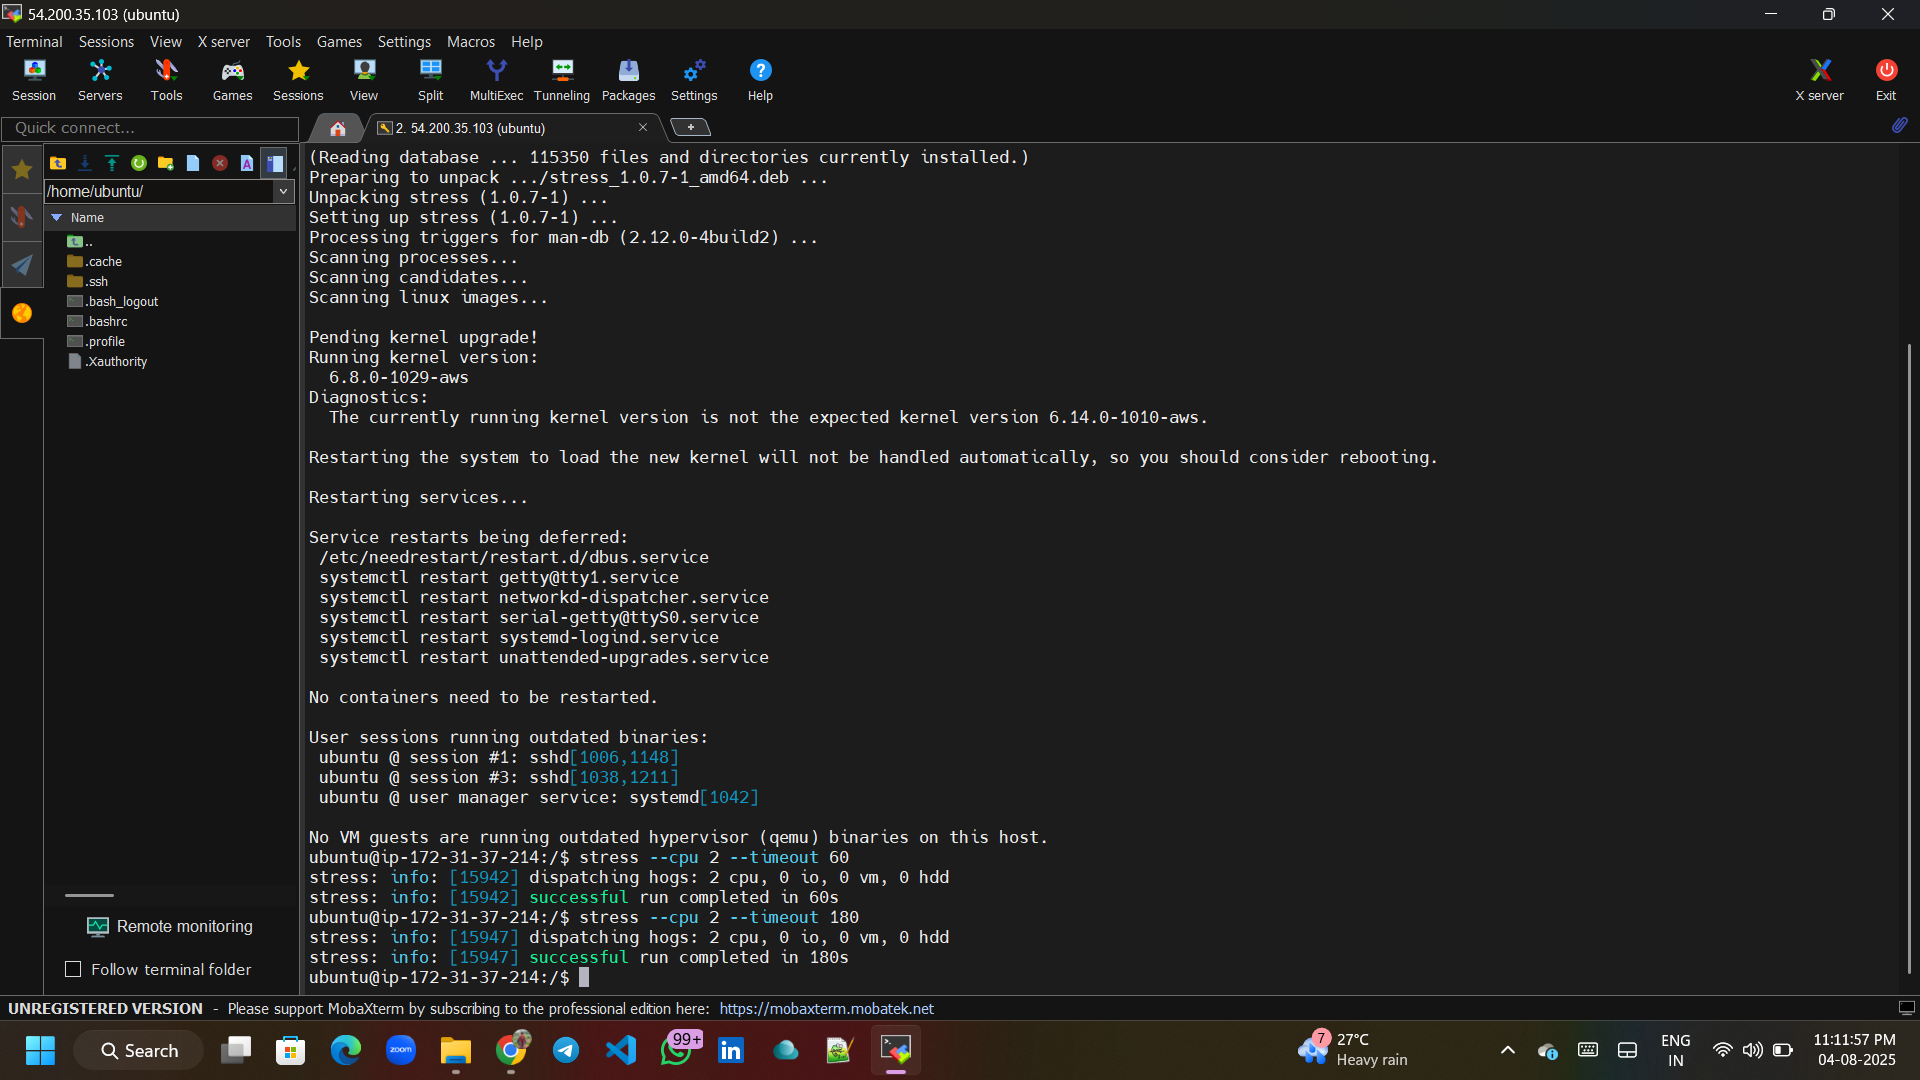 54.200.35.103 (ubuntu)
Terminal Sessions View X server Tools Games Settings Macros Help
Session Servers Tools Games Sessions View Split MultiExec Tunneling Packages Settings Help X server Exit
Quick connect...
2. 54.200.35.103 (ubuntu)
/home/ubuntu/
Name
..
.cache
.ssh
.bash_logout
.bashrc
.profile
.Xauthority
Remote monitoring
Follow terminal folder
(Reading database ... 115350 files and directories currently installed.)
Preparing to unpack .../stress_1.0.7-1_amd64.deb ...
Unpacking stress (1.0.7-1) ...
Setting up stress (1.0.7-1) ...
Processing triggers for man-db (2.12.0-4build2) ...
Scanning processes...
Scanning candidates...
Scanning linux images...
Pending kernel upgrade!
Running kernel version:
6.8.0-1029-aws
Diagnostics:
The currently running kernel version is not the expected kernel version 6.14.0-1010-aws.
Restarting the system to load the new kernel will not be handled automatically, so you should consider rebooting.
Restarting services...
Service restarts being deferred:
/etc/needrestart/restart.d/dbus.service
systemctl restart getty@tty1.service
systemctl restart networkd-dispatcher.service
systemctl restart serial-getty@ttyS0.service
systemctl restart systemd-logind.service
systemctl restart unattended-upgrades.service
No containers need to be restarted.
User sessions running outdated binaries:
ubuntu @ session #1: sshd[1006,1148]
ubuntu @ session #3: sshd[1038,1211]
ubuntu @ user manager service: systemd[1042]
No VM guests are running outdated hypervisor (qemu) binaries on this host.
ubuntu@ip-172-31-37-214:/$ stress --cpu 2 --timeout 60
stress: info: [15942] dispatching hogs: 2 cpu, 0 io, 0 vm, 0 hdd
stress: info: [15942] successful run completed in 60s
ubuntu@ip-172-31-37-214:/$ stress --cpu 2 --timeout 180
stress: info: [15947] dispatching hogs: 2 cpu, 0 io, 0 vm, 0 hdd
stress: info: [15947] successful run completed in 180s
ubuntu@ip-172-31-37-214:/$
UNREGISTERED VERSION - Please support MobaXterm by subscribing to the professional edition here: https://mobaxterm.mobatek.net
Search
zoom
99+
in
7
27°C
Heavy rain
ENG
IN
11:11:57 PM
04-08-2025